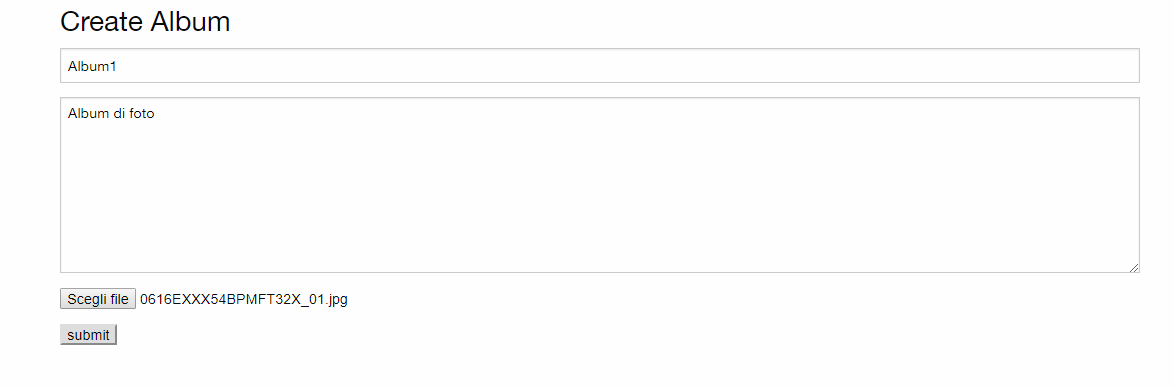 Create Album
Album1
Album di foto
Scegli file 0616EXXX54BPMFT32X_01.jpg
submit